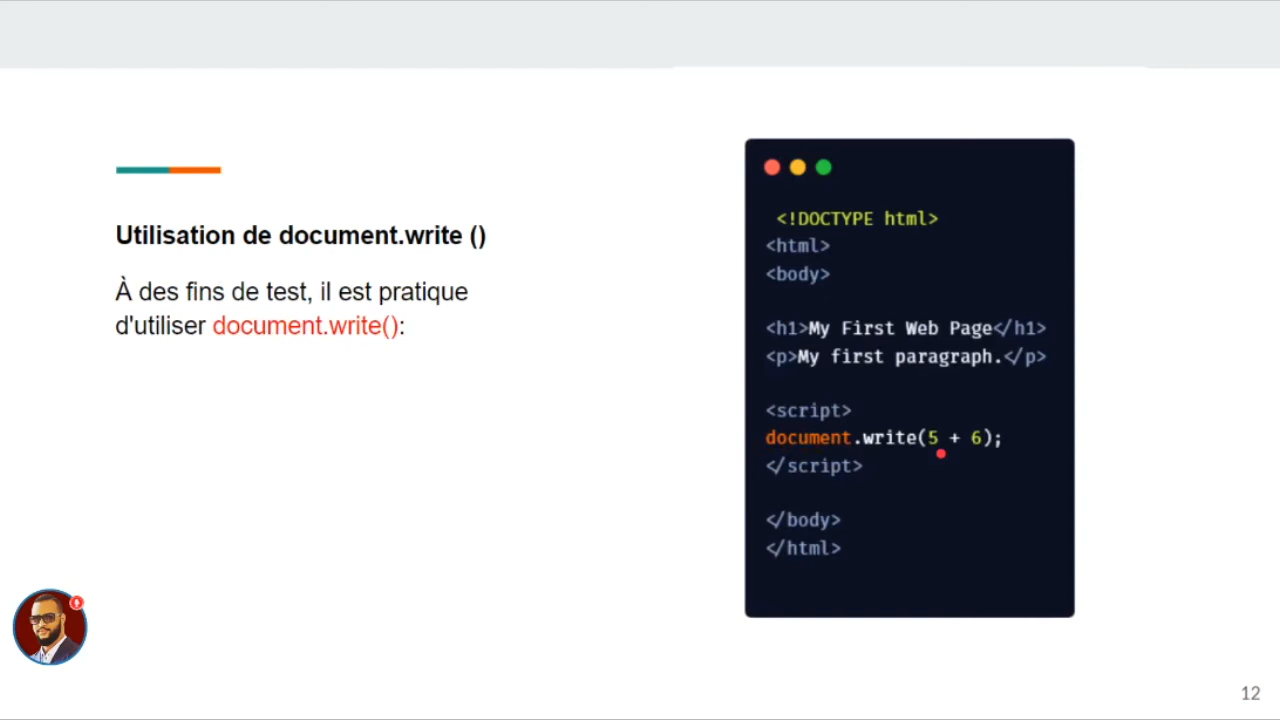 Utilisation de document.write ()
À des fins de test, il est pratique
d'utiliser document.write():
<!DOCTYPE html>
<html>
<body>
<h1>My First Web Page</h1>
<p>My first paragraph.</p>
<script>
document.write(5 + 6);
</script>
</body>
</html>
12